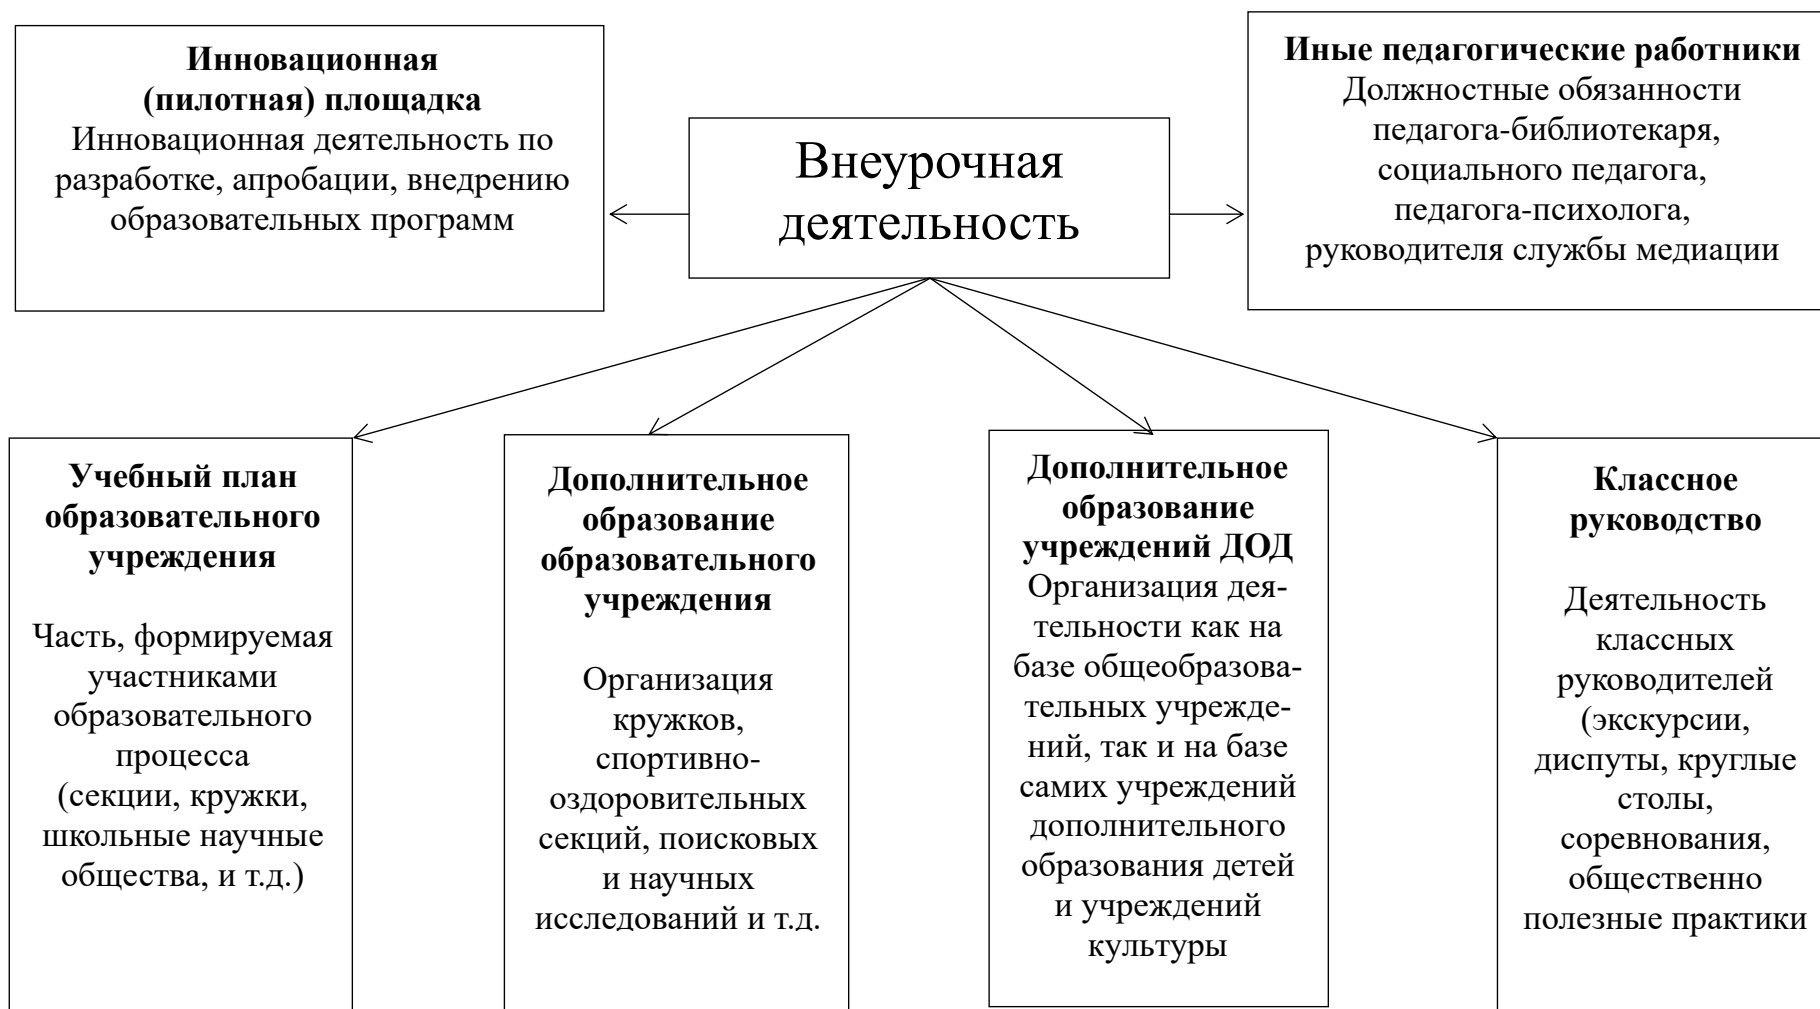 Инновационная
(пилотная) площадка
Инновационная деятельность по
разработке, апробации, внедрению
образовательных программ
Внеурочная
деятельность
Иные педагогические работники
Должностные обязанности
педагога-библиотекаря,
социального педагога,
педагога-психолога,
руководителя службы медиации
Учебный план
образовательного
учреждения
Часть, формируемая
участниками
образовательного
процесса
(секции, кружки,
школьные научные
общества, и т.д.)
Дополнительное
образование
образовательного
учреждения
Организация
кружков,
спортивно-
оздоровительных
секций, поисковых
и научных
исследований и т.д.
Дополнительное
образование
учреждений ДОД
Организация дея-
тельности как на
базе общеобразова-
тельных учрежде-
ний, так и на базе
самих учреждений
дополнительного
образования детей
и учреждений
культуры
Классное
руководство
Деятельность
классных
руководителей
(экскурсии,
диспуты, круглые
столы,
соревнования,
общественно
полезные практики